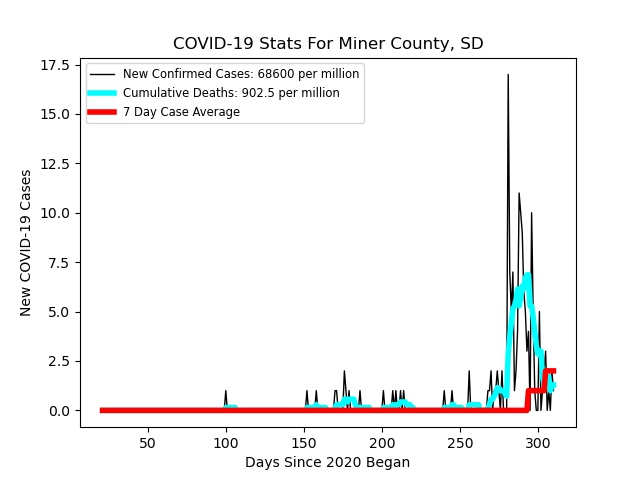 COVID-19 Stats For Miner County, SD
New Confirmed Cases: 68600 per million
Cumulative Deaths: 902.5 per million
7 Day Case Average
17.5
15.0
12.5
10.0
7.5
5.0
2.5
0.0
New COVID-19 Cases
50 100 150 200 250 300
Days Since 2020 Began